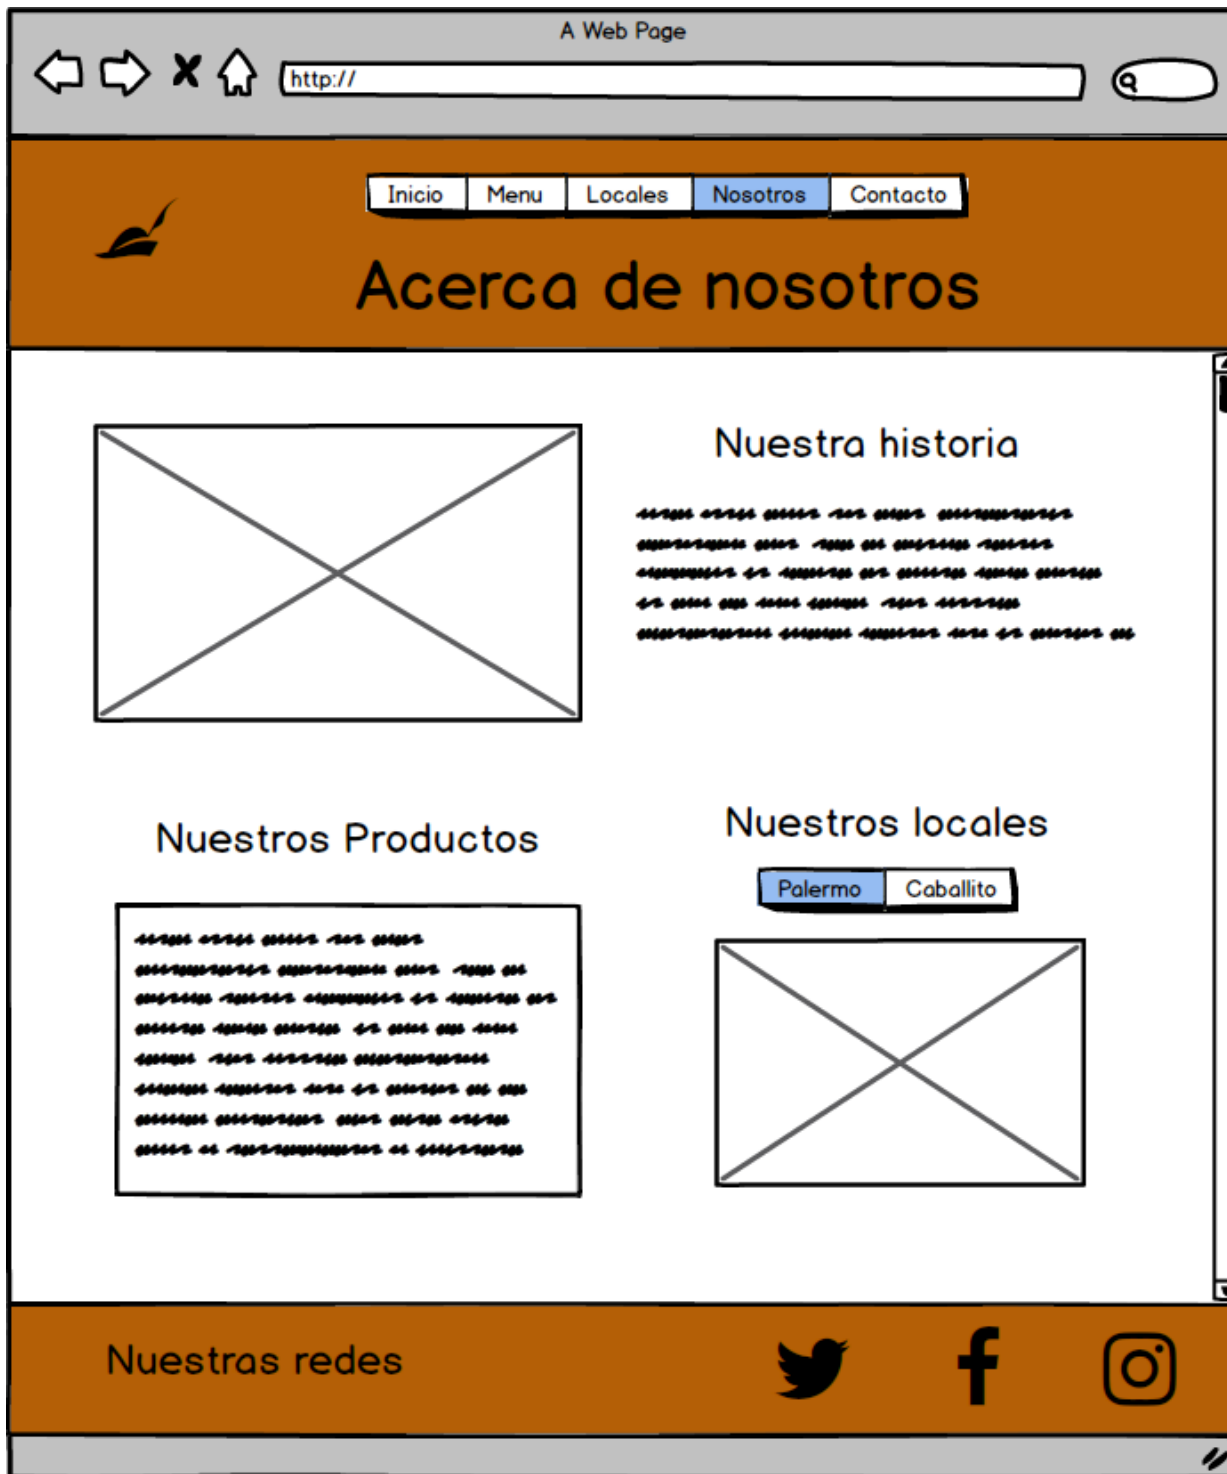 A Web Page
http://
Inicio Menu Locales Nosotros Contacto
Acerca de nosotros
Nuestra historia
Nuestros Productos
Nuestros locales
Palermo Caballito
Nuestras redes